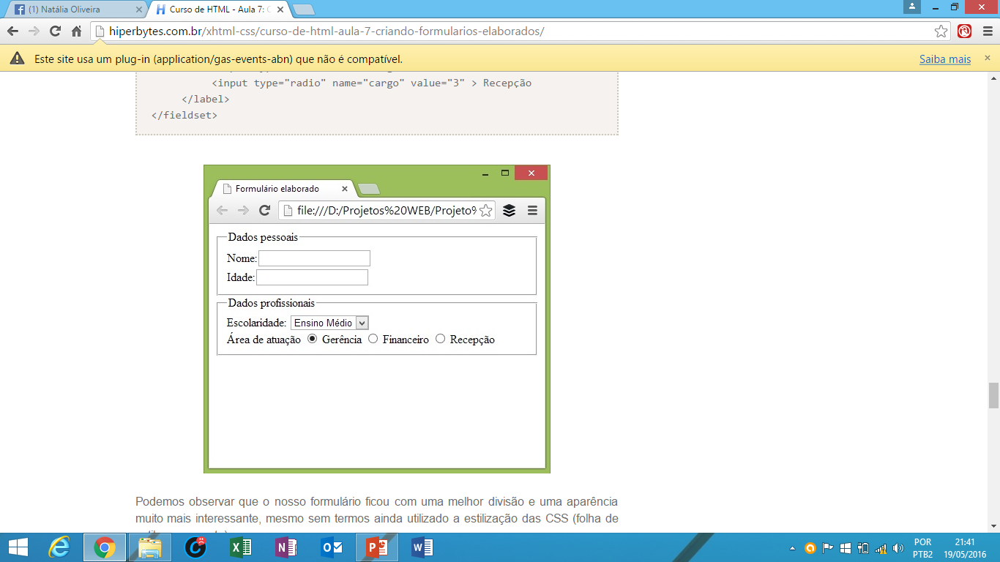 (1) Natália Oliveira
Curso de HTML - Aula 7: C
hiperbytes.com.br/xhtml-css/curso-de-html-aula-7-criando-formularios-elaborados/
Este site usa um plug-in (application/gas-events-abn) que não é compatível.
Saiba mais
<input type="radio" name="cargo" value="3" > Recepção
</label>
</fieldset>
Formulário elaborado
file:///D:/Projetos%20WEB/Projeto%
Dados pessoais
Nome:
Idade:
Dados profissionais
Escolaridade: Ensino Médio
Área de atuação Gerência Financeiro Recepção
Podemos observar que o nosso formulário ficou com uma melhor divisão e uma aparência
muito mais interessante, mesmo sem termos ainda utilizado a estilização das CSS (folha de
POR 21:41
PTB2 19/05/2016